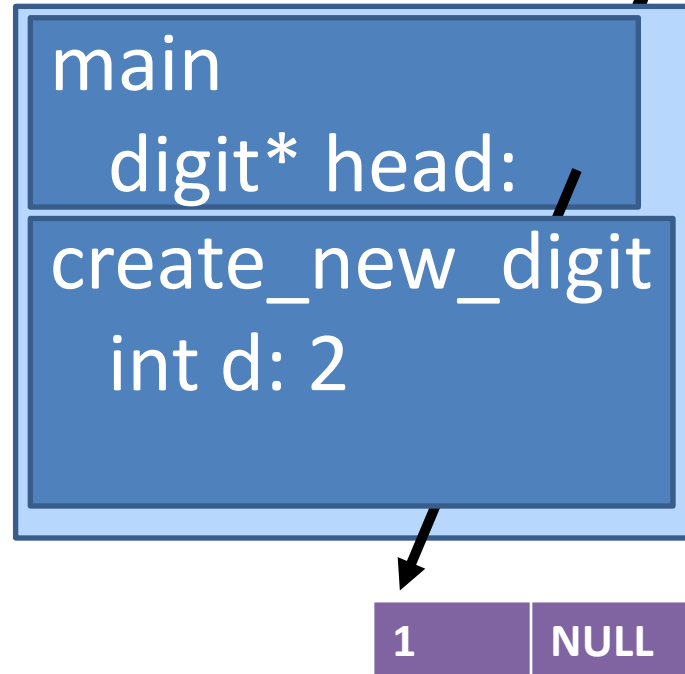 main
digit* head:
create_new_digit
int d: 2
1 NULL